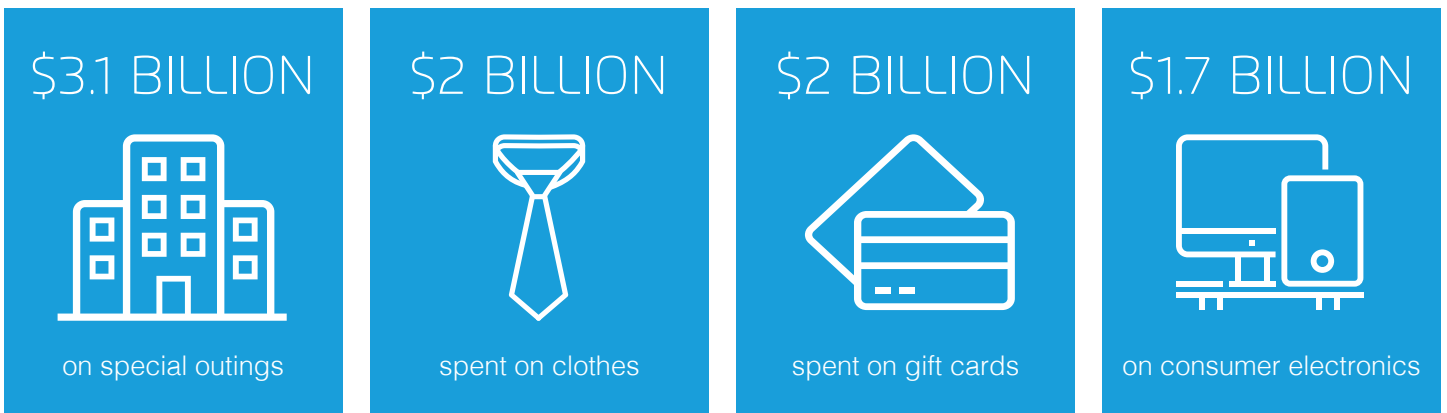 $3.1 BILLION
on special outings
$2 BILLION
spent on clothes
$2 BILLION
spent on gift cards
$1.7 BILLION
on consumer electronics